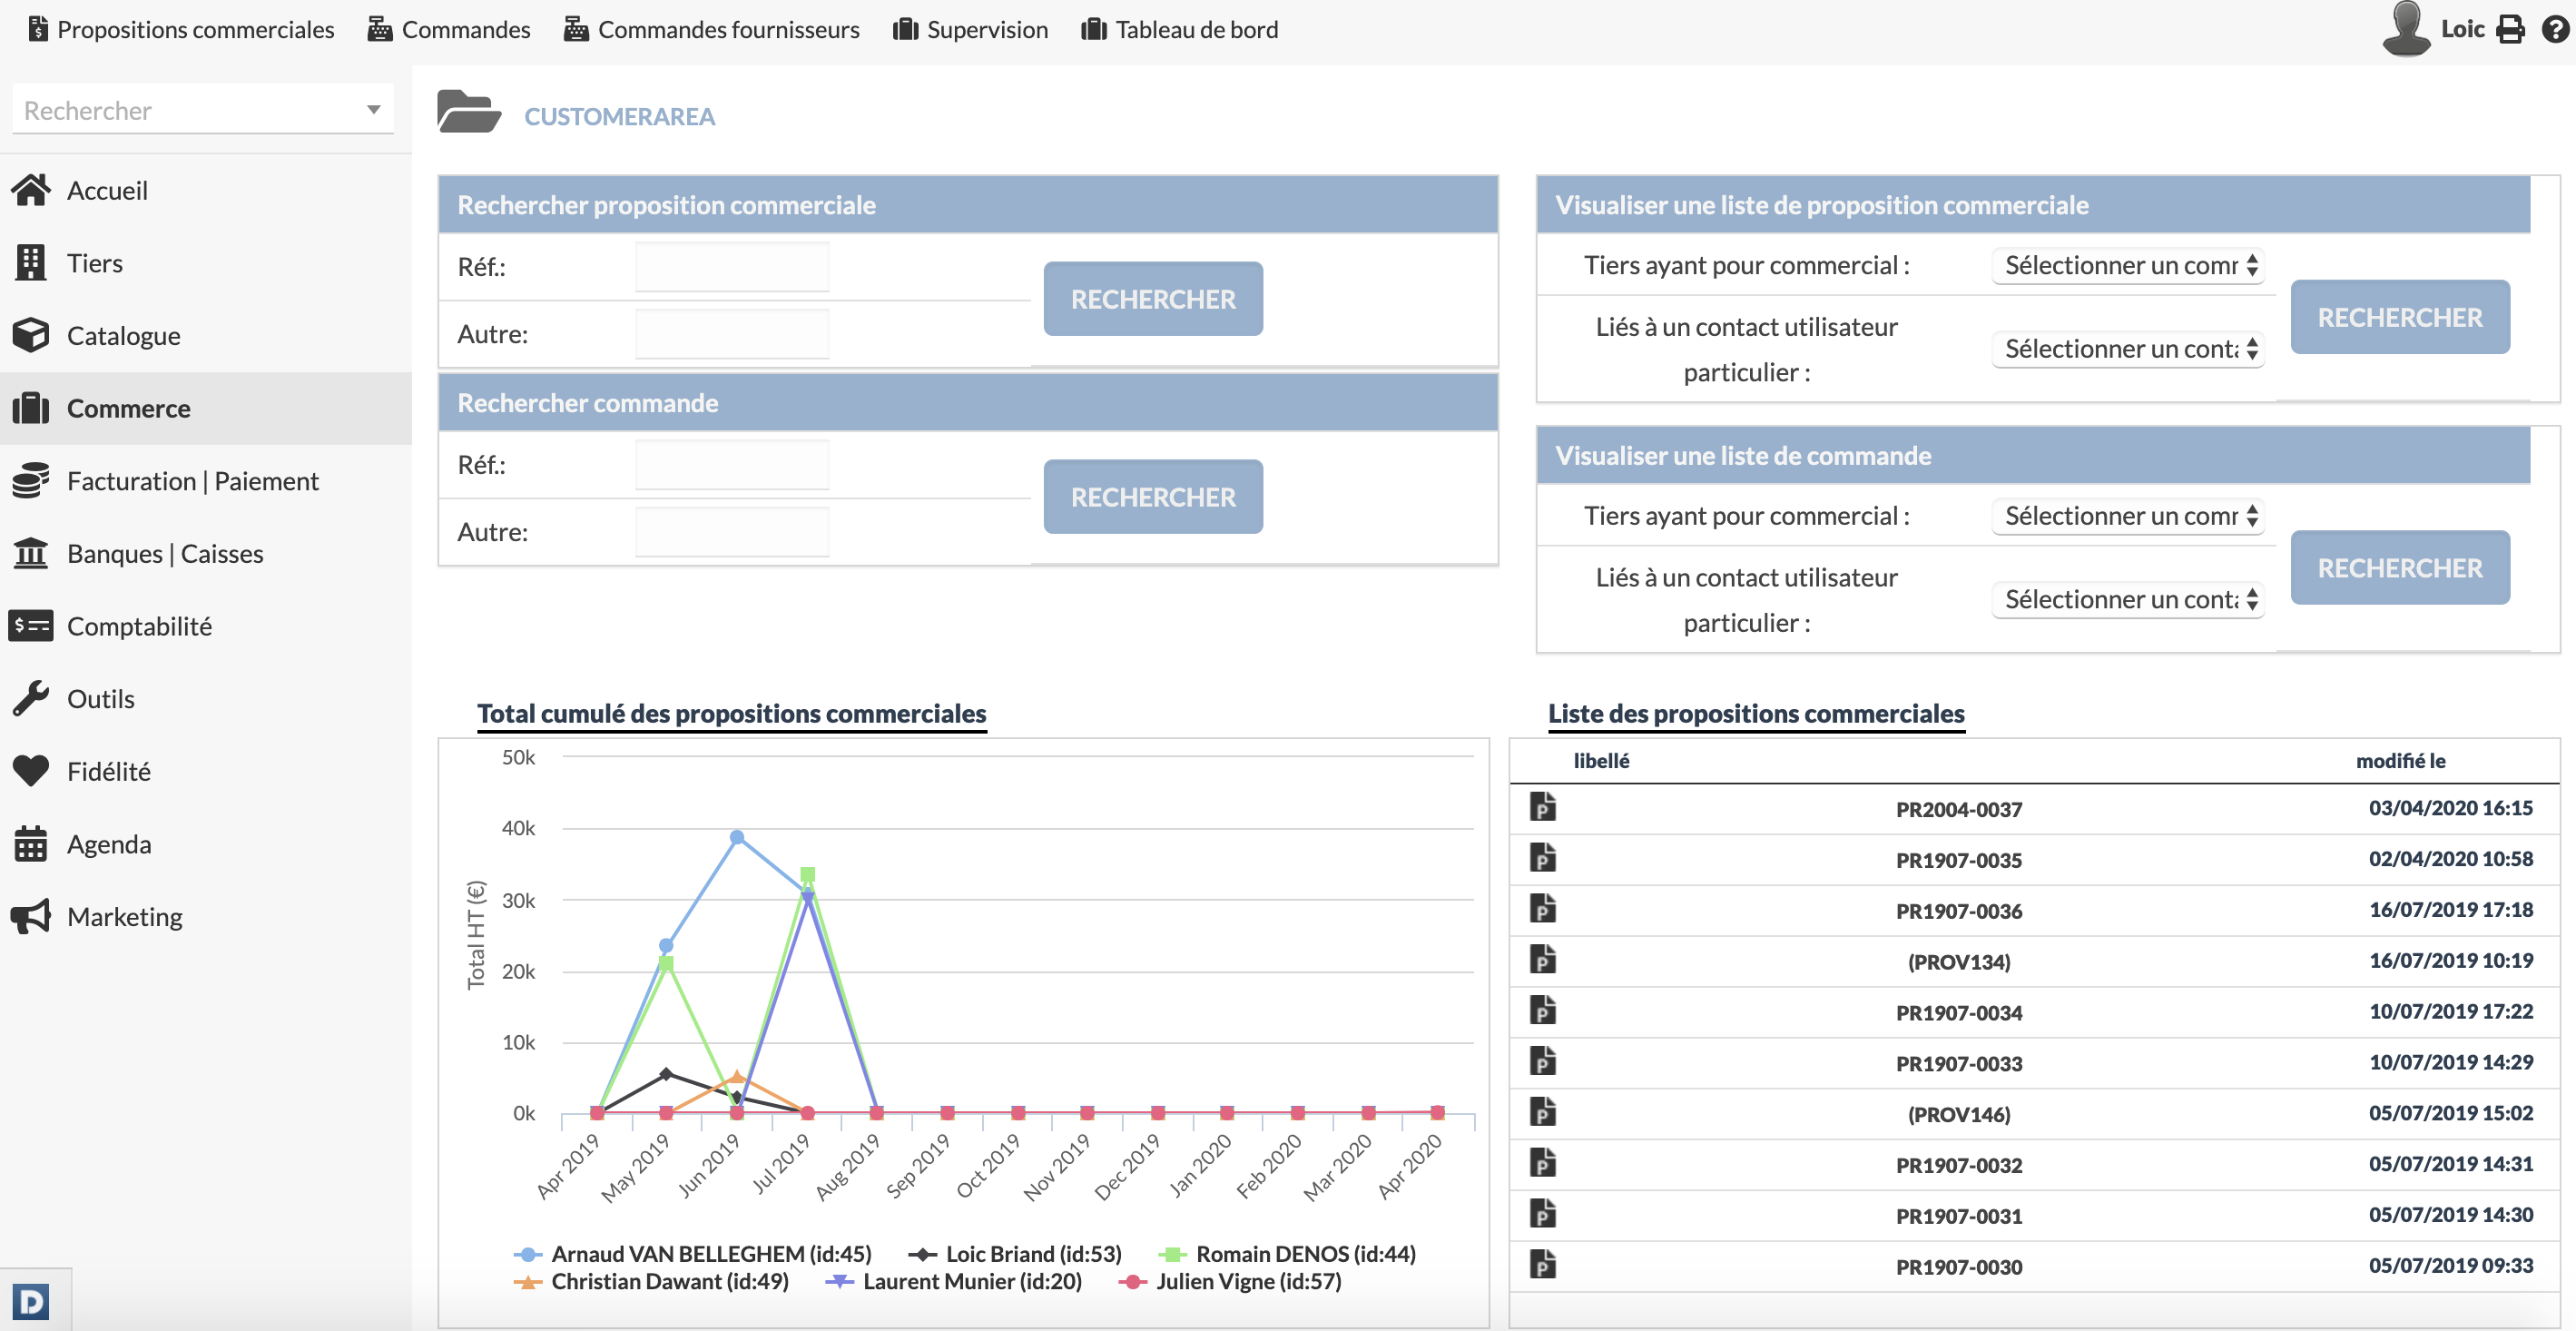 Propositions commerciales Commandes Commandes fournisseurs Supervision Tableau de bord Loic
Rechercher
Accueil
Tiers
Catalogue
Commerce
Facturation | Paiement
Banques | Caisses
Comptabilité
Outils
Fidélité
Agenda
Marketing
D
CUSTOMERAREA
Rechercher proposition commerciale
Réf.:
Autre:
RECHERCHER
Rechercher commande
Réf.:
Autre:
RECHERCHER
Visualiser une liste de proposition commerciale
Tiers ayant pour commercial : Sélectionner un comr
Liés à un contact utilisateur
particulier :
Sélectionner un conta
RECHERCHER
Visualiser une liste de commande
Tiers ayant pour commercial : Sélectionner un comr
Liés à un contact utilisateur
particulier :
Sélectionner un conta
RECHERCHER
Total cumulé des propositions commerciales
Total HT (€)
50k
40k
30k
20k
10k
0k
Apr 2019 May 2019 Jun 2019 Jul 2019 Aug 2019 Sep 2019 Oct 2019 Nov 2019 Dec 2019 Jan 2020 Feb 2020 Mar 2020 Apr 2020
Arnaud VAN BELLEGHEM (id:45) Loic Briand (id:53) Romain DENOS (id:44)
Christian Dawant (id:49) Laurent Munier (id:20) Julien Vigne (id:57)
Liste des propositions commerciales
libellé modifié le
PR2004-0037 03/04/2020 16:15
PR1907-0035 02/04/2020 10:58
PR1907-0036 16/07/2019 17:18
(PROV134) 16/07/2019 10:19
PR1907-0034 10/07/2019 17:22
PR1907-0033 10/07/2019 14:29
(PROV146) 05/07/2019 15:02
PR1907-0032 05/07/2019 14:31
PR1907-0031 05/07/2019 14:30
PR1907-0030 05/07/2019 09:33